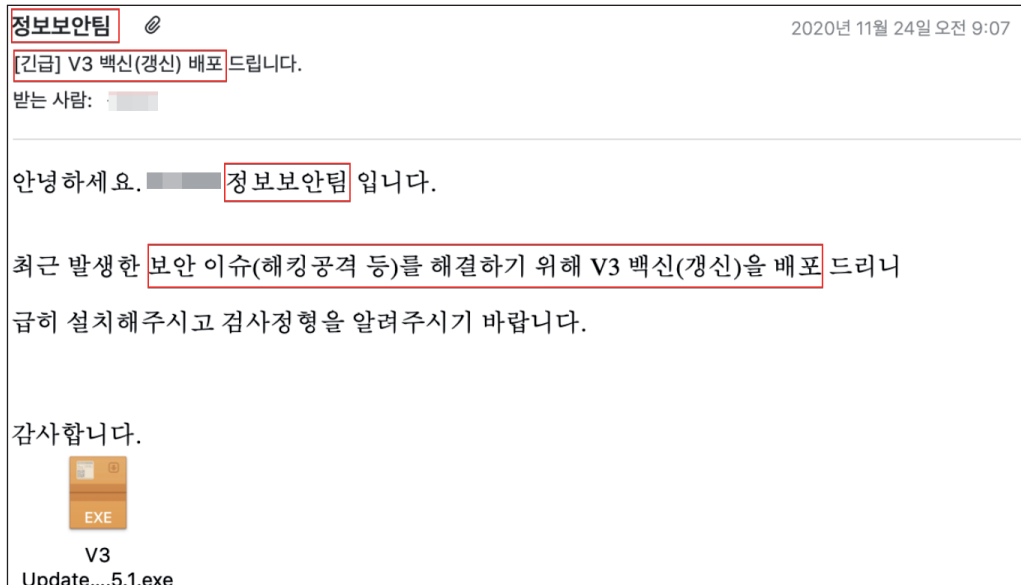 정보보안팀
2020년 11월 24일 오전 9:07
[긴급] V3 백신(갱신) 배포 드립니다.
받는 사람:
안녕하세요. 정보보안팀 입니다.
최근 발생한 보안 이슈(해킹공격 등)를 해결하기 위해 V3 백신(갱신)을 배포 드리니
급히 설치해주시고 검사정형을 알려주시기 바랍니다.
감사합니다.
EXE
V3
Update....5.1.exe